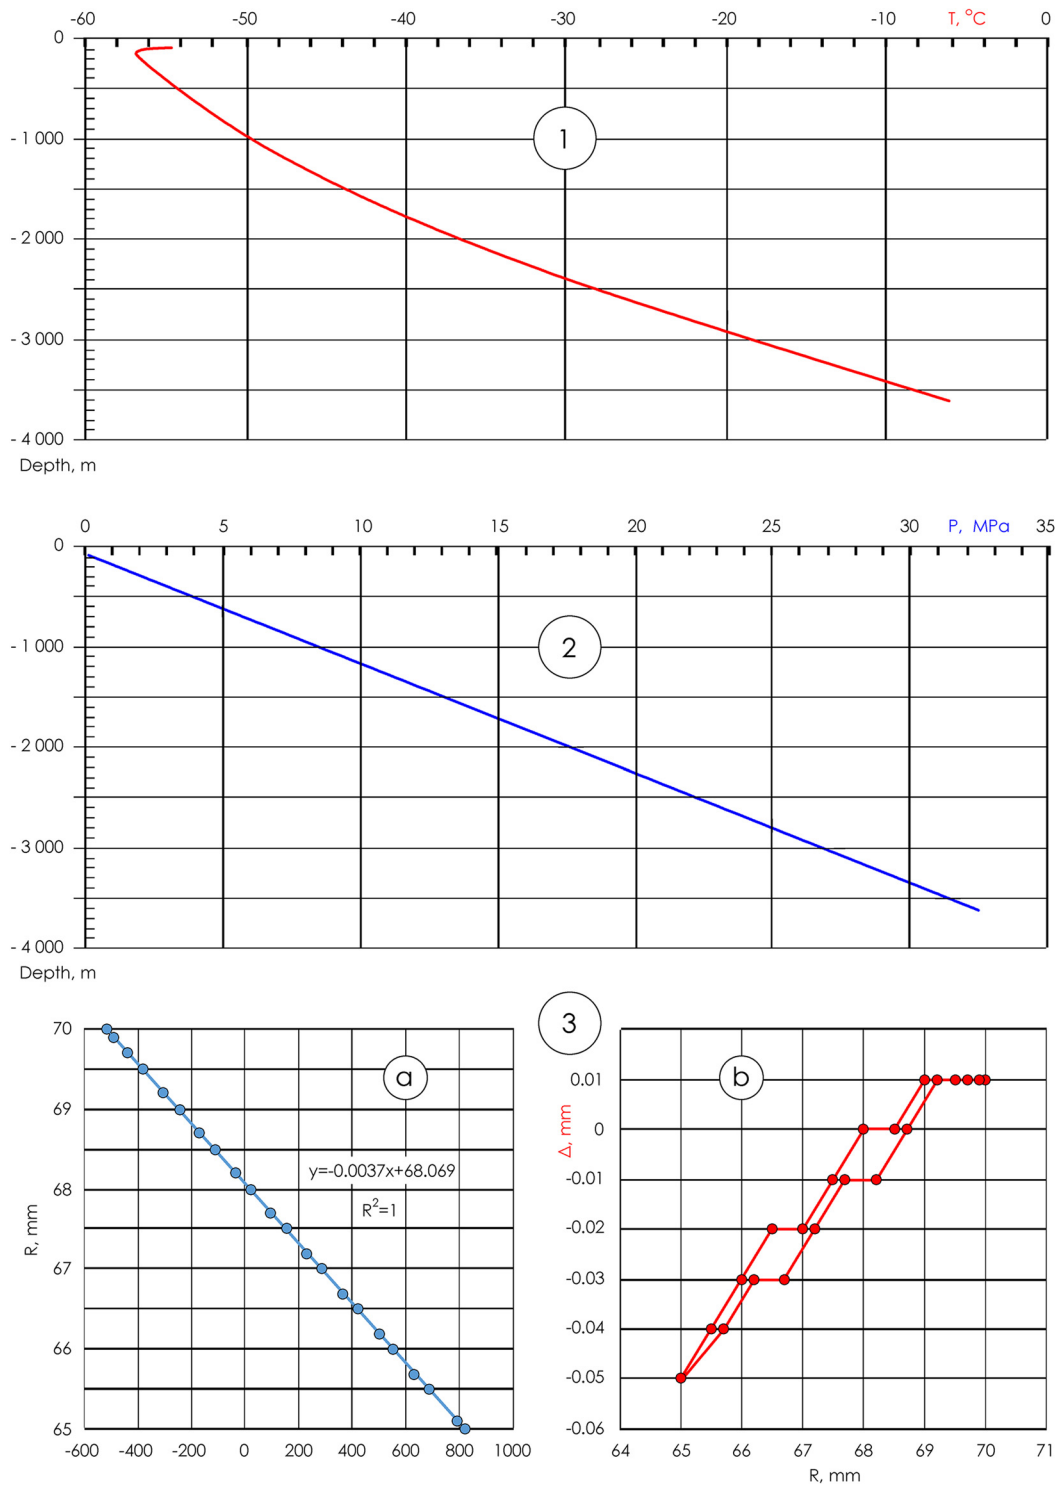 -60 -50 -40 -30 -20 -10 T, °C 0
0
- 1 000
1
- 2 000
- 3 000
- 4 000
Depth, m
0 5 10 15 20 25 30 P, MPa 35
0
- 1 000
2
- 2 000
- 3 000
- 4 000
Depth, m
3
70
a
69
y=-0.0037x+68.069
68
R²=1
R, mm
67
66
65
-600 -400 -200 0 200 400 600 800 1000
b
0.01
Δ, mm
0
-0.01
-0.02
-0.03
-0.04
-0.05
-0.06
64 65 66 67 68 69 70 71
R, mm